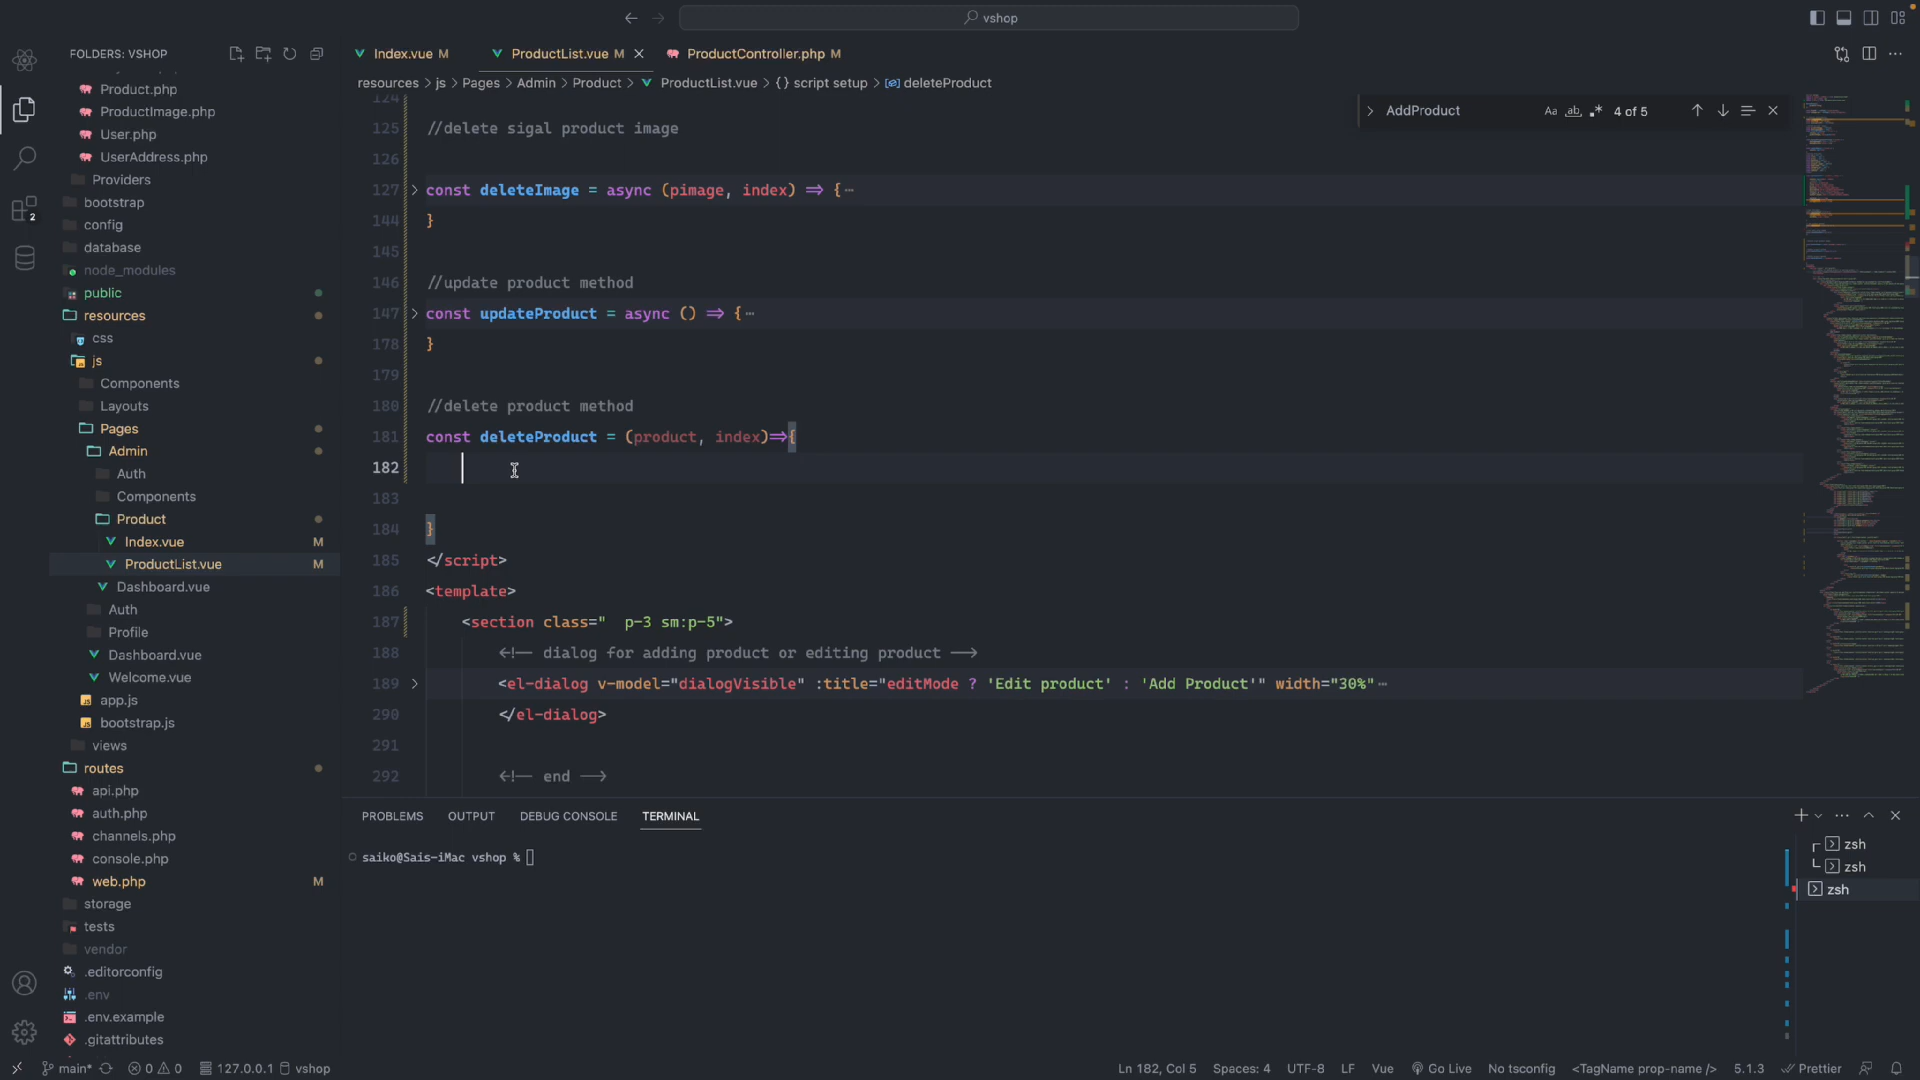 vshop
FOLDERS: VSHOP
Product.php
ProductImage.php
User.php
UserAddress.php
Providers
bootstrap
config
database
node_modules
public
resources
css
js
Components
Layouts
Pages
Admin
Auth
Components
Product
Index.vue M
ProductList.vue M
Dashboard.vue
Auth
Profile
Dashboard.vue
Welcome.vue
app.js
bootstrap.js
views
routes
api.php
auth.php
channels.php
console.php
web.php M
storage
tests
vendor
.editorconfig
.env
.env.example
.gitattributes
2
Index.vue M
ProductList.vue M
ProductController.php M
resources > js > Pages > Admin > Product > ProductList.vue > {} script setup > deleteProduct
AddProduct
Aa ab 4 of 5
124
125 //delete sigal product image
126
127 const deleteImage = async (pimage, index) => {⋯
144 }
145
146 //update product method
147 const updateProduct = async () => {⋯
178 }
179
180 //delete product method
181 const deleteProduct = (product, index)=>{
182
183
184 }
185 </script>
186 <template>
187 <section class="  p-3 sm:p-5">
188 <!-- dialog for adding product or editing product -->
189 <el-dialog v-model="dialogVisible" :title="editMode ? 'Edit product' : 'Add Product'" width="30%"⋯
290 </el-dialog>
291
292 <!-- end -->
PROBLEMS OUTPUT DEBUG CONSOLE TERMINAL
saiko@Sais-iMac vshop %
zsh
zsh
zsh
main* 0 0 127.0.0.1 vshop
Ln 182, Col 5 Spaces: 4 UTF-8 LF Vue Go Live No tsconfig <TagName prop-name /> 5.1.3 Prettier